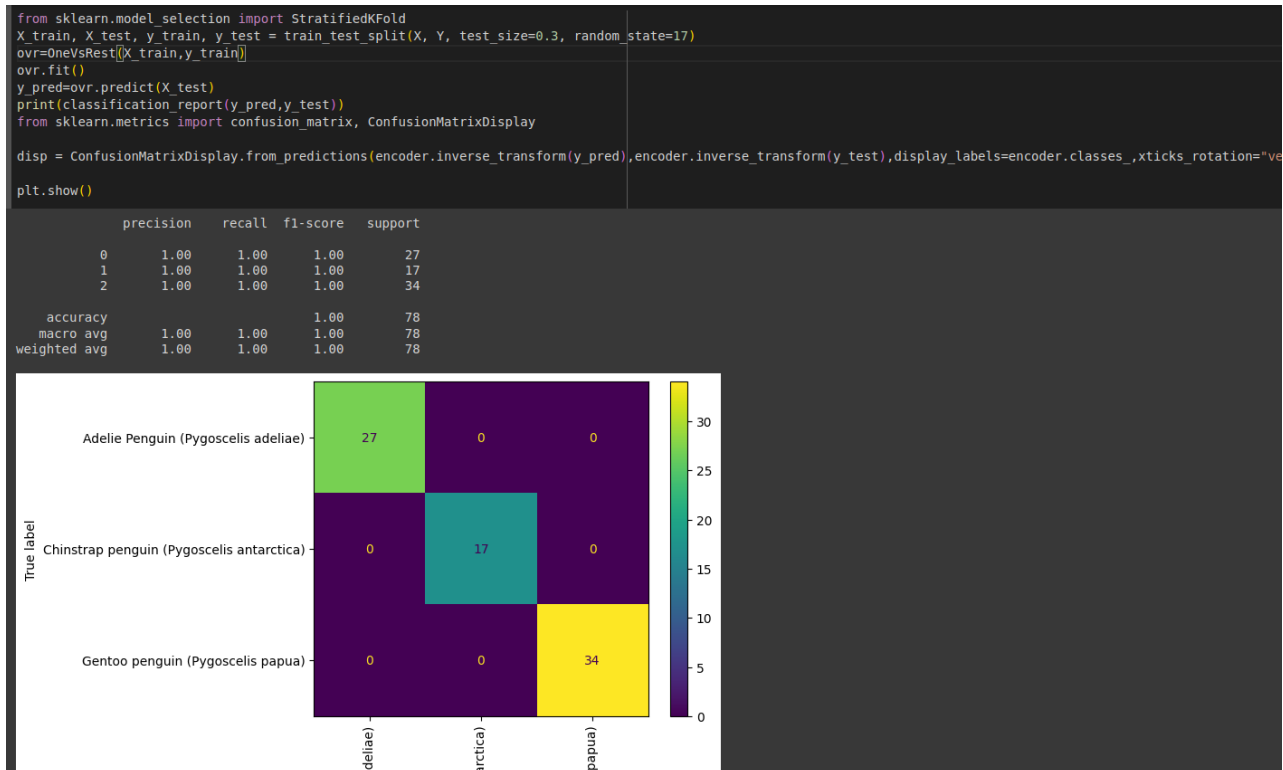 from sklearn.model_selection import StratifiedKFold
X_train, X_test, y_train, y_test = train_test_split(X, Y, test_size=0.3, random_state=17)
ovr=OneVsRest(X_train,y_train)
ovr.fit()
y_pred=ovr.predict(X_test)
print(classification_report(y_pred,y_test))
from sklearn.metrics import confusion_matrix, ConfusionMatrixDisplay
disp = ConfusionMatrixDisplay.from_predictions(encoder.inverse_transform(y_pred),encoder.inverse_transform(y_test),display_labels=encoder.classes_,xticks_rotation="ve
plt.show()
precision recall f1-score support
0 1.00 1.00 1.00 27
1 1.00 1.00 1.00 17
2 1.00 1.00 1.00 34
accuracy 1.00 78
macro avg 1.00 1.00 1.00 78
weighted avg 1.00 1.00 1.00 78
True label
Adelie Penguin (Pygoscelis adeliae) 27 0 0
Chinstrap penguin (Pygoscelis antarctica) 0 17 0
Gentoo penguin (Pygoscelis papua) 0 0 34
30
25
20
15
10
5
0
deliae)
arctica)
papua)